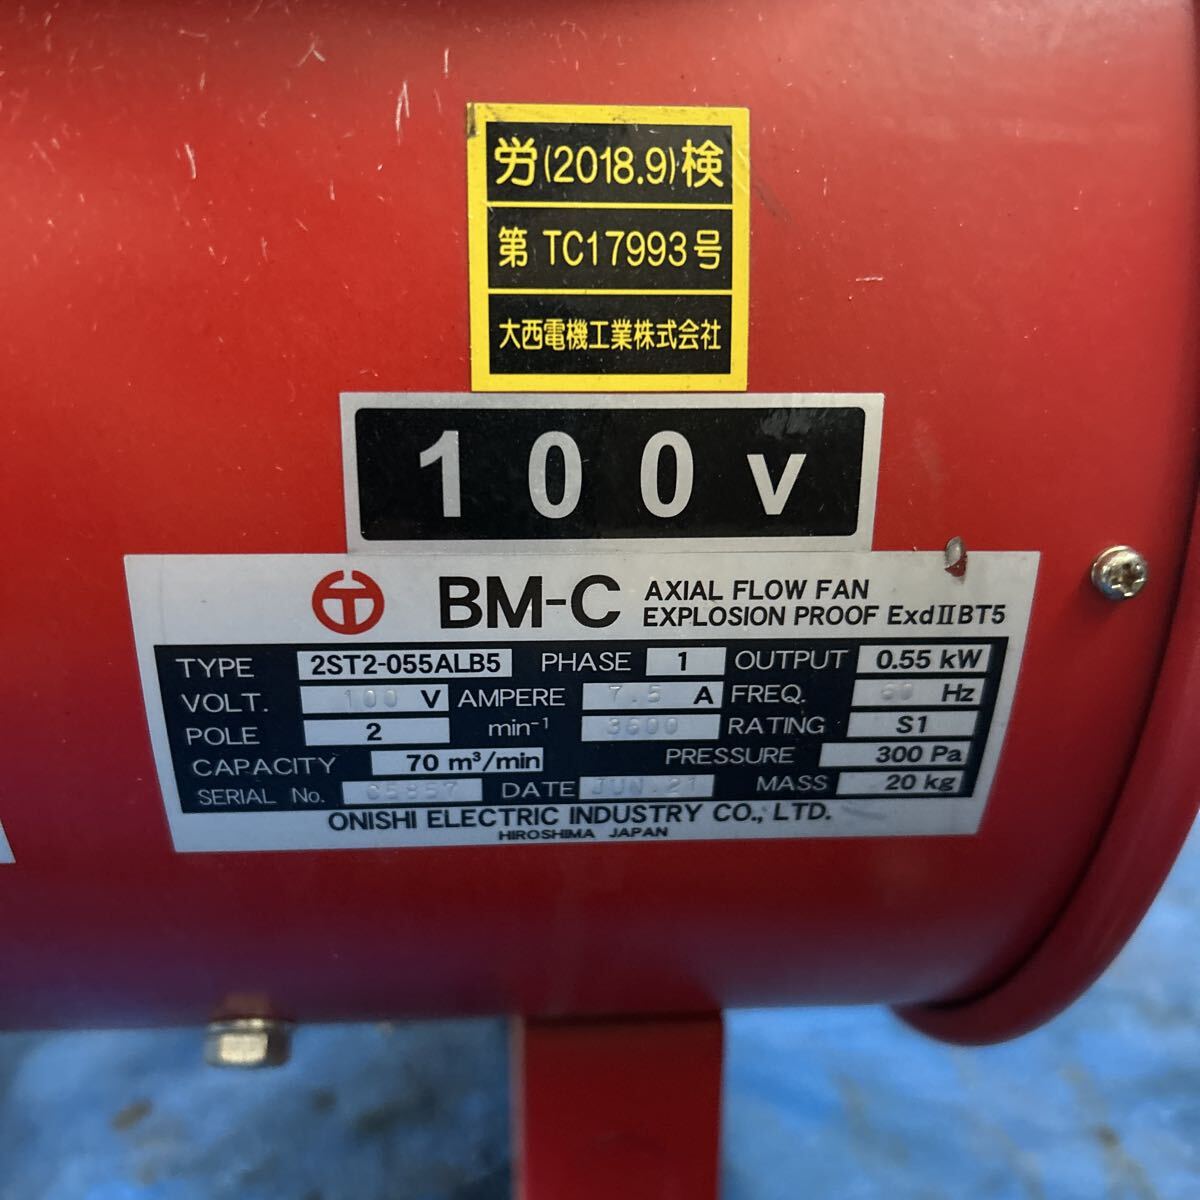 労(2018.9)検
第 TC17993号
大西電機工業株式会社
100V
BM-C AXIAL FLOW FAN
EXPLOSION PROOF ExdⅡBT5
TYPE 2ST2-055ALB5 PHASE 1 OUTPUT 0.55 kW
VOLT. 100 V AMPERE 7.5 A FREQ. 60 Hz
POLE 2 min⁻¹ 3600 RATING S1
CAPACITY 70 m³/min PRESSURE 300 Pa
SERIAL No. C5857 DATE JUN.21 MASS 20 kg
ONISHI ELECTRIC INDUSTRY CO., LTD.
HIROSHIMA JAPAN